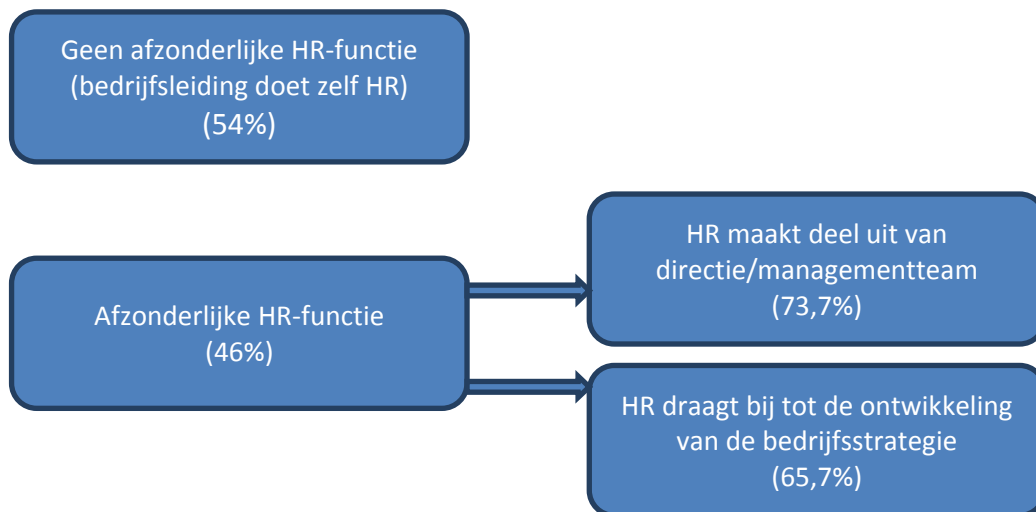 Geen afzonderlijke HR-functie
(bedrijfsleiding doet zelf HR)
(54%)
Afzonderlijke HR-functie
(46%)
HR maakt deel uit van
directie/managementteam
(73,7%)
HR draagt bij tot de ontwikkeling
van de bedrijfsstrategie
(65,7%)